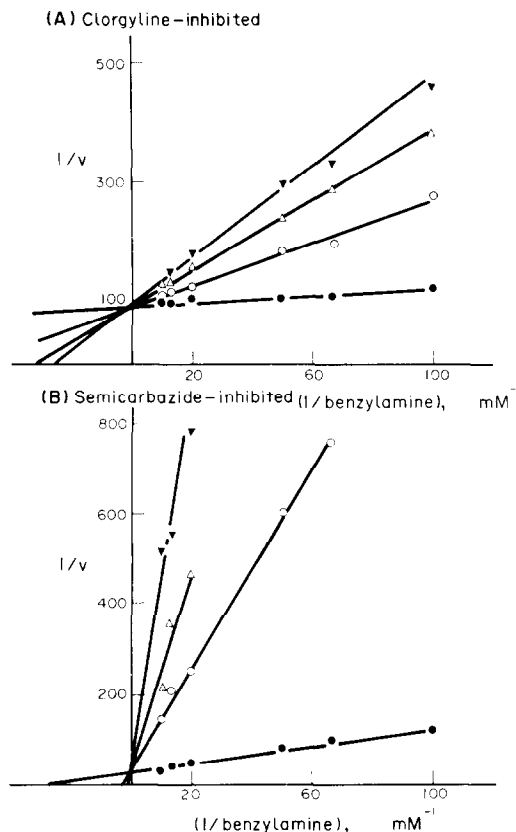 (A) Clorgyline-inhibited
500
1/v
300
100
20
60
100
(1/benzylamine), mM⁻
(B) Semicarbazide-inhibited
800
600
1/v
400
200
20
60
100
(1/benzylamine), mM⁻¹